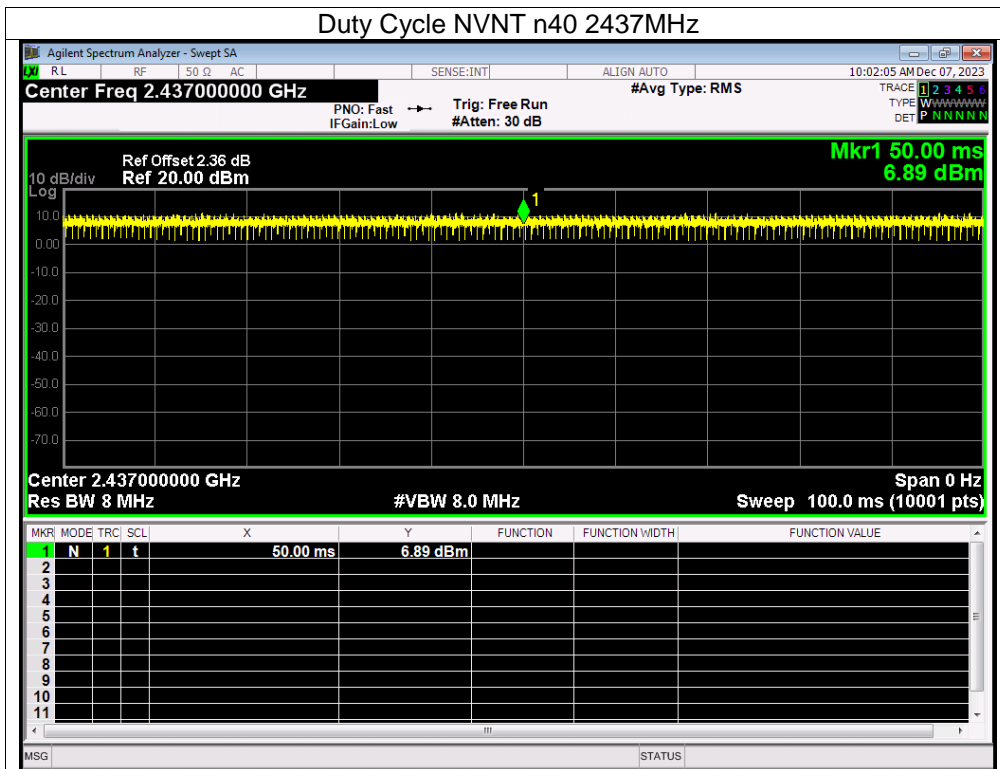 Duty Cycle NVNT n40 2437MHz
Agilent Spectrum Analyzer - Swept SA
LXI RL RF 50 Ω AC SENSE:INT ALIGN AUTO 10:02:05 AM Dec 07, 2023
Center Freq 2.437000000 GHz #Avg Type: RMS TRACE 1 2 3 4 5 6
PNO: Fast Trig: Free Run TYPE WWWWWW
IFGain:Low #Atten: 30 dB DET P N N N N N
Mkr1 50.00 ms
Ref Offset 2.36 dB
10 dB/div Ref 20.00 dBm 6.89 dBm
Log
1
10.0
0.00
-10.0
-20.0
-30.0
-40.0
-50.0
-60.0
-70.0
Center 2.437000000 GHz Span 0 Hz
Res BW 8 MHz #VBW 8.0 MHz Sweep 100.0 ms (10001 pts)
MKR MODE TRC SCL X Y FUNCTION FUNCTION WIDTH FUNCTION VALUE
1 N 1 t 50.00 ms 6.89 dBm
2
3
4
5
6
7
8
9
10
11
MSG STATUS